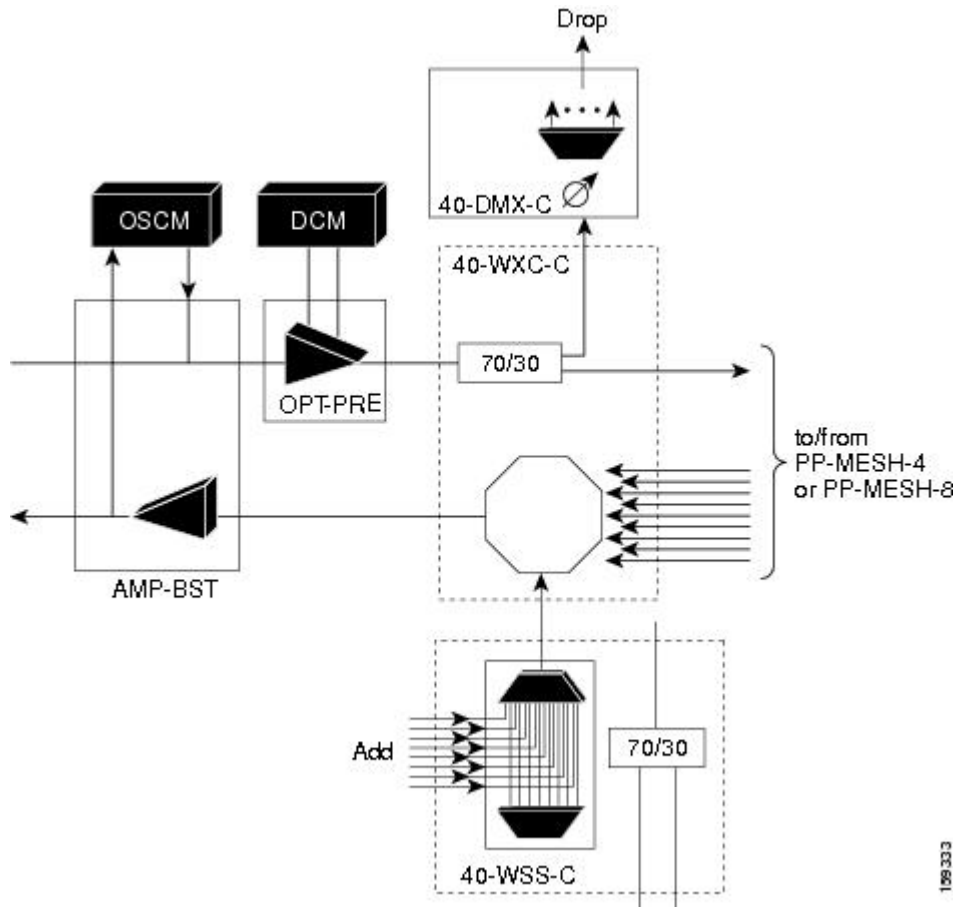 Drop
40-DMX-C
OSCM
DCM
40-WXC-C
70/30
OPT-PRE
to/from
PP-MESH-4
or PP-MESH-8
AMP-BST
Add
70/30
40-WSS-C
159333